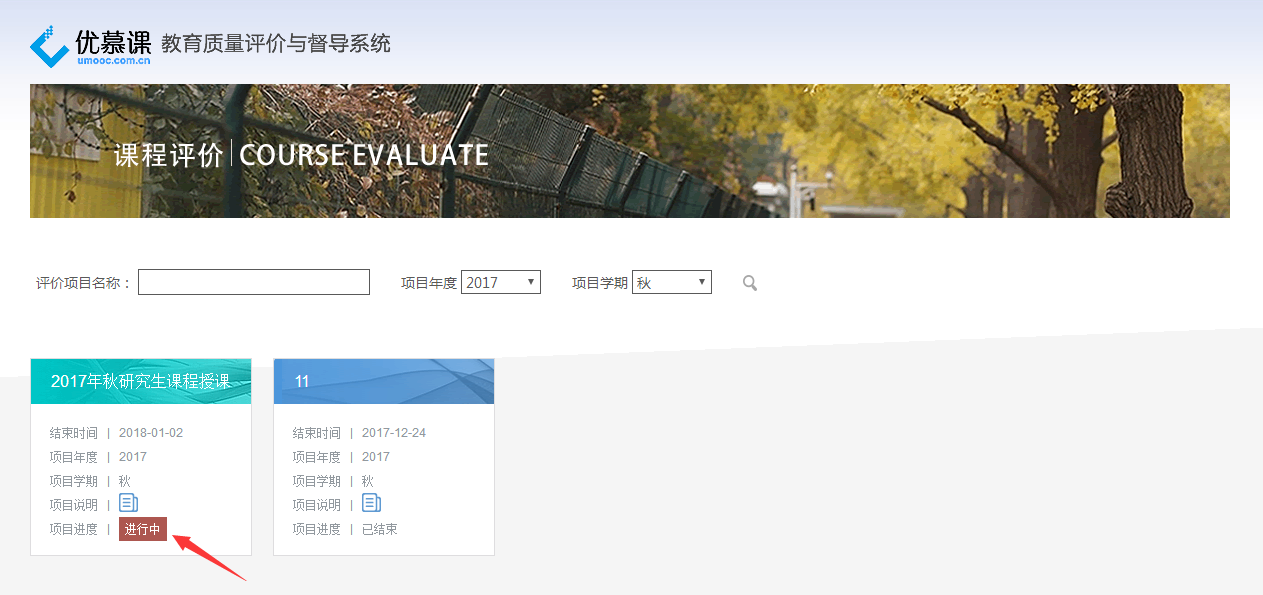 优慕课 教育质量评价与督导系统
umooc.com.cn
课程评价|COURSE EVALUATE
评价项目名称： 项目年度 2017 项目学期 秋
2017年秋研究生课程授课
结束时间 | 2018-01-02
项目年度 | 2017
项目学期 | 秋
项目说明 |
项目进度 | 进行中
11
结束时间 | 2017-12-24
项目年度 | 2017
项目学期 | 秋
项目说明 |
项目进度 | 已结束